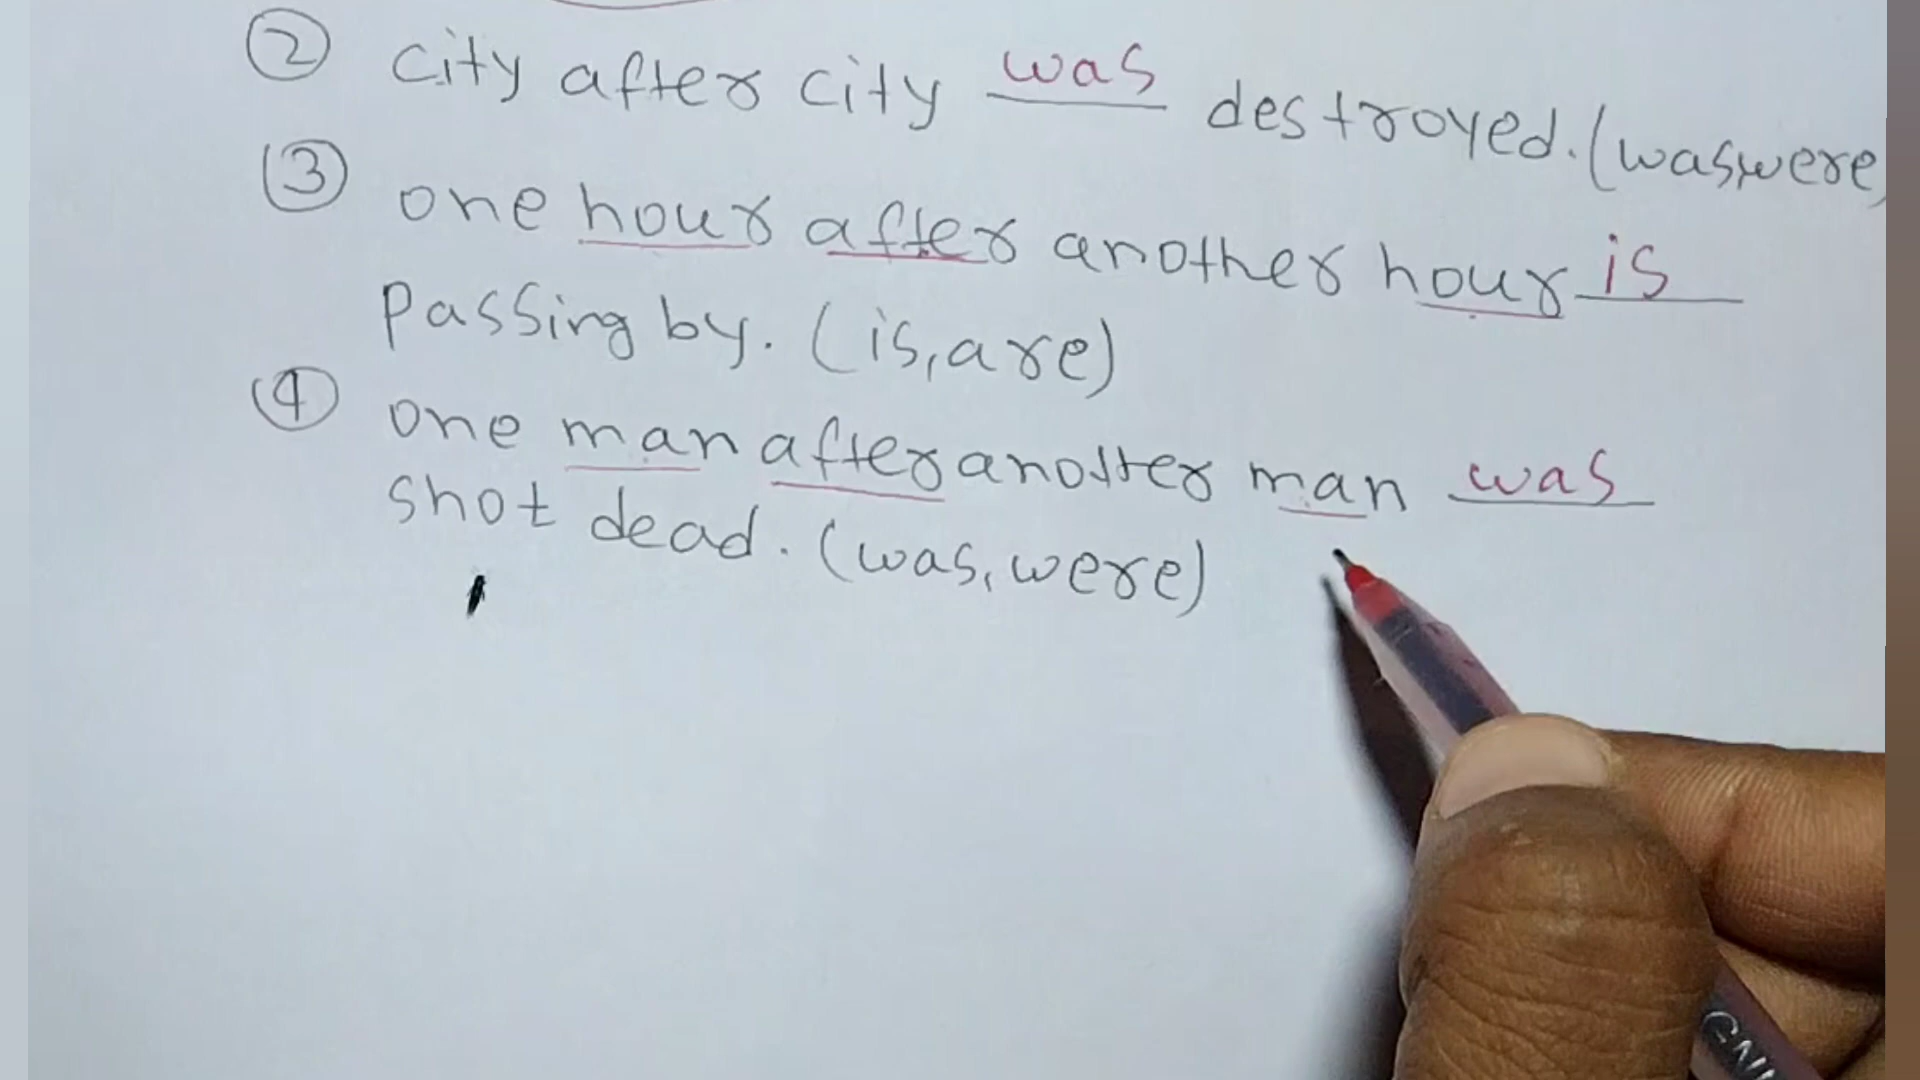 ② city after city was destroyed. (was, were)
③ one hour after another hour is
passing by. (is, are)
④ one man after another man was
shot dead. (was, were)